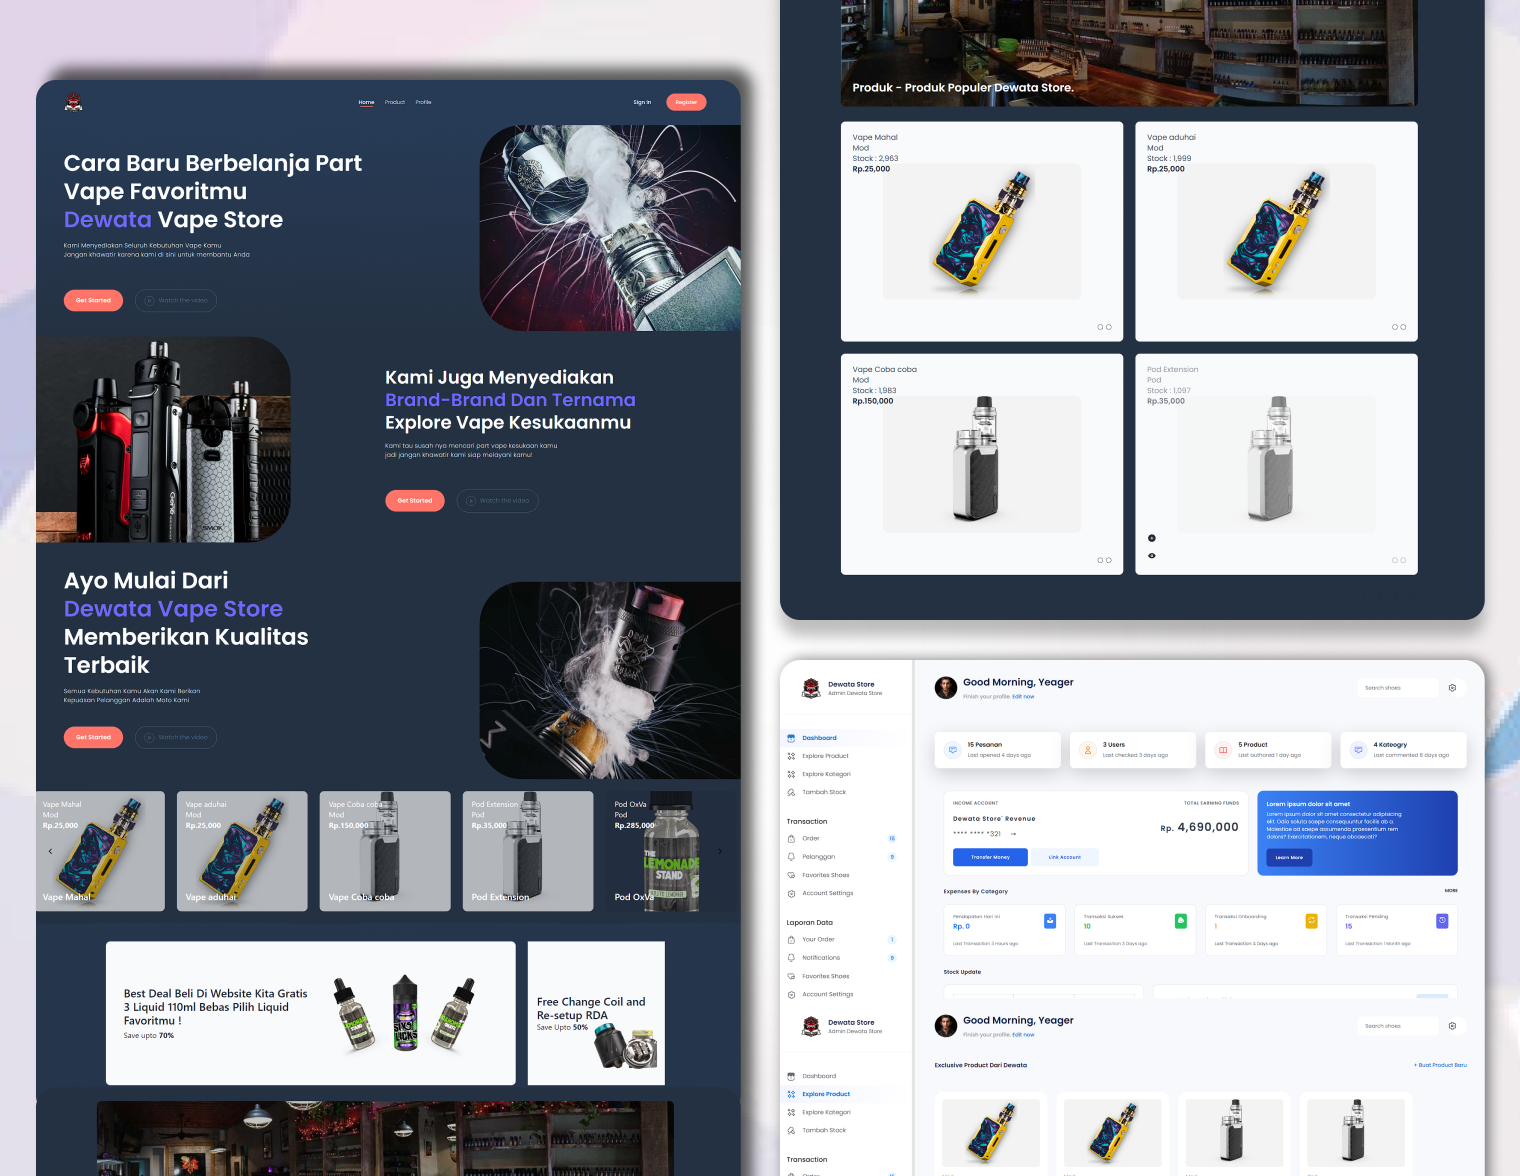 Home Product Profile Sign In Register
Cara Baru Berbelanja Part
Vape Favoritmu
Dewata Vape Store
Kami Menyediakan Seluruh Kebutuhan Vape Kamu
Jangan khawatir karena kami di sini untuk membantu Anda
Get Started Watch the video
Kami Juga Menyediakan
Brand-Brand Dan Ternama
Explore Vape Kesukaanmu
Kami tau susah nya mencari part vape kesukaan kamu
jadi jangan khawatir kami siap melayani kamu!
Get Started Watch the video
SMOK
Ayo Mulai Dari
Dewata Vape Store
Memberikan Kualitas
Terbaik
Semua Kebutuhan Kamu Akan Kami Berikan
Kepuasan Pelanggan Adalah Moto Kami
Get Started Watch the video
Vape Mahal
Mod
Rp.25,000
Vape Mahal
Vape aduhai
Mod
Rp.25,000
Vape aduhai
Vape Coba coba
Mod
Rp.150,000
Vape Coba coba
Pod Extension
Pod
Rp.35,000
Pod Extension
Pod OxVa
Pod
Rp.285,000
THE
LEMONADE
STAND
Pod OxVa
Best Deal Beli Di Website Kita Gratis
3 Liquid 110ml Bebas Pilih Liquid
Favoritmu !
Save upto 70%
SIX
LICKS
Free Change Coil and
Re-setup RDA
Save Upto 50%
Produk - Produk Populer Dewata Store.
Vape Mahal
Mod
Stock : 2,963
Rp.25,000
Vape aduhai
Mod
Stock : 1,999
Rp.25,000
Vape Coba coba
Mod
Stock : 1,983
Rp.150,000
Pod Extension
Pod
Stock : 1,097
Rp.35,000
Dewata Store
Admin Dewata Store
Dashboard
Explore Product
Explore Kategori
Tambah Stock
Transaction
Order 15
Pelanggan 9
Favorites Shoes
Account Settings
Laporan Data
Your Order 1
Notifications 9
Favorites Shoes
Account Settings
Good Morning, Yeager
Finish your profile. Edit now
Search shoes
15 Pesanan
Last opened 4 days ago
3 Users
Last checked 3 days ago
5 Product
Last authored 1 day ago
4 Kateogry
Last commented 8 days ago
INCOME ACCOUNT TOTAL EARNING FUNDS
Dewata Store' Revenue
**** **** *321
Rp. 4,690,000
Transfer Money Link Account
Lorem ipsum dolor sit amet
Lorem ipsum dolor sit amet consectetur adipisicing
elit. Odio soluta saepe consequuntur facilis ab a.
Molestiae ad saepe assumenda praesentium rem
dolore? Exercitationem, neque obcaecati?
Learn More
Expenses By Category MORE
Pendapatan Hari ini
Rp. 0
Last Transaction 3 Hours ago
Transaksi Sukses
10
Last Transaction 3 Days ago
Transaksi Onboarding
1
Last Transaction 4 Days ago
Transaksi Pending
15
Last Transaction 1 Month ago
Stock Update
Dewata Store
Admin Dewata Store
Dashboard
Explore Product
Explore Kategori
Tambah Stock
Transaction
Good Morning, Yeager
Finish your profile. Edit now
Search shoes
Exclusive Product Dari Dewata + Buat Product Baru